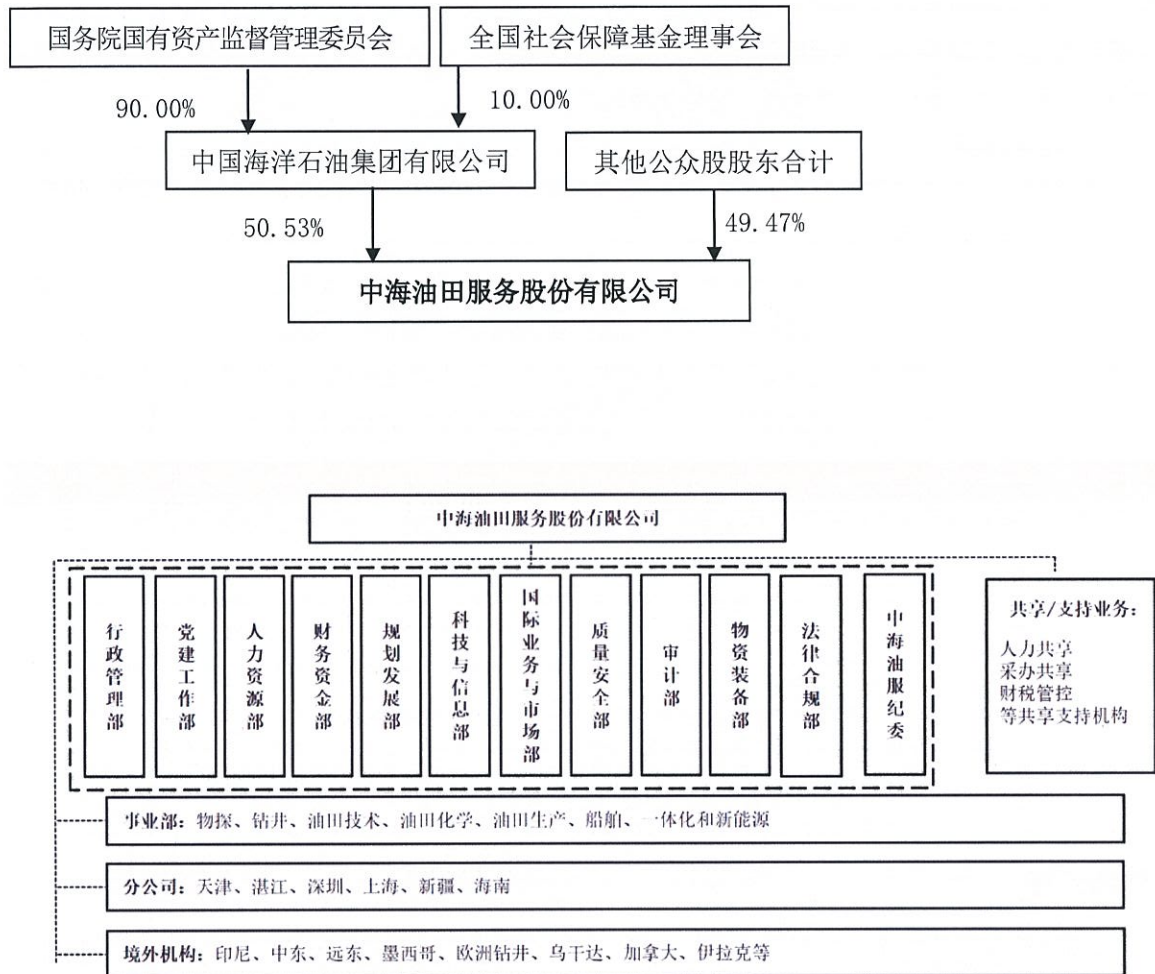 国务院国有资产监督管理委员会
全国社会保障基金理事会
90.00%
10.00%
中国海洋石油集团有限公司
其他公众股股东合计
50.53%
49.47%
中海油田服务股份有限公司
中海油田服务股份有限公司
行政管理部
党建工作部
人力资源部
财务资金部
规划发展部
科技与信息部
国际业务与市场部
质量安全部
审计部
物资装备部
法律合规部
中海油服纪委
共享/支持业务：
人力共享
采办共享
财税管控
等共享支持机构
事业部：物探、钻井、油田技术、油田化学、油田生产、船舶、一体化和新能源
分公司：天津、湛江、深圳、上海、新疆、海南
境外机构：印尼、中东、远东、墨西哥、欧洲钻井、乌干达、加拿大、伊拉克等